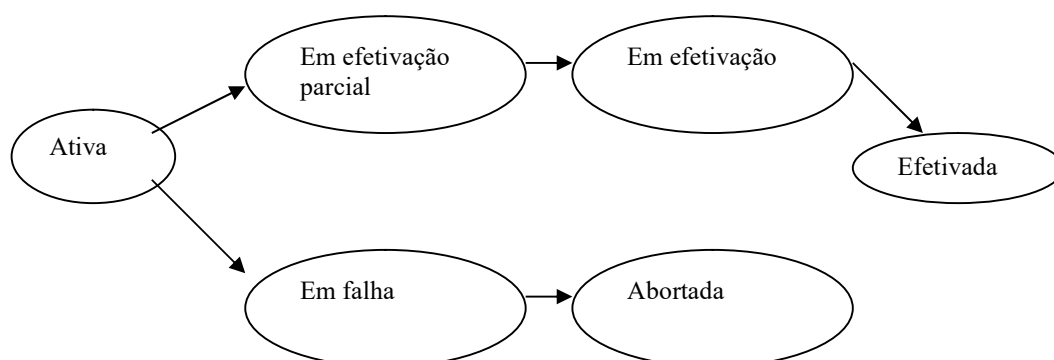 Em efetivação
parcial
Em efetivação
Ativa
Efetivada
Em falha
Abortada